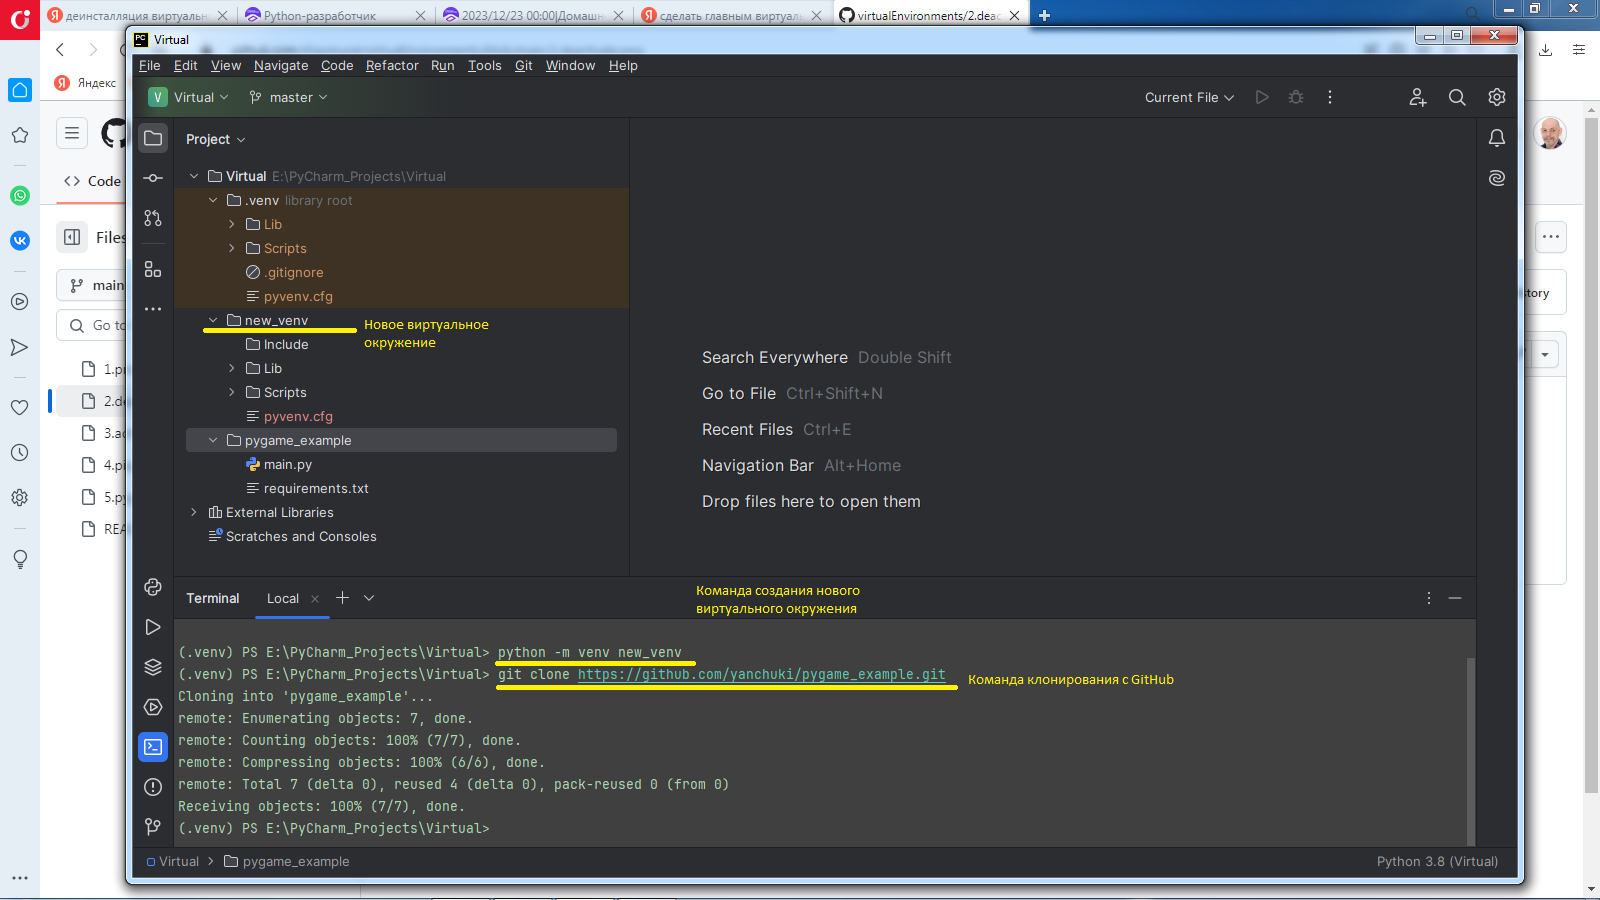 деинсталляция виртуальн
Python-разработчик
2023/12/23 00:00|Домашн
сделать главным виртуаль
virtualEnvironments/2.deac
Virtual
File Edit View Navigate Code Refactor Run Tools Git Window Help
Яндекс
V Virtual master
Current File
Code
Project
Files
main
Go to
1.pr
2.de
3.ac
4.pi
5.py
REA
story
Virtual E:\PyCharm_Projects\Virtual
.venv library root
Lib
Scripts
.gitignore
pyvenv.cfg
new_venv
Новое виртуальное
окружение
Include
Lib
Scripts
pyvenv.cfg
pygame_example
main.py
requirements.txt
External Libraries
Scratches and Consoles
Search Everywhere Double Shift
Go to File Ctrl+Shift+N
Recent Files Ctrl+E
Navigation Bar Alt+Home
Drop files here to open them
Terminal Local
Команда создания нового
виртуального окружения
(.venv) PS E:\PyCharm_Projects\Virtual> python -m venv new_venv
(.venv) PS E:\PyCharm_Projects\Virtual> git clone https://github.com/yanchuki/pygame_example.git
Команда клонирования с GitHub
Cloning into 'pygame_example'...
remote: Enumerating objects: 7, done.
remote: Counting objects: 100% (7/7), done.
remote: Compressing objects: 100% (6/6), done.
remote: Total 7 (delta 0), reused 4 (delta 0), pack-reused 0 (from 0)
Receiving objects: 100% (7/7), done.
(.venv) PS E:\PyCharm_Projects\Virtual>
Virtual > pygame_example
Python 3.8 (Virtual)